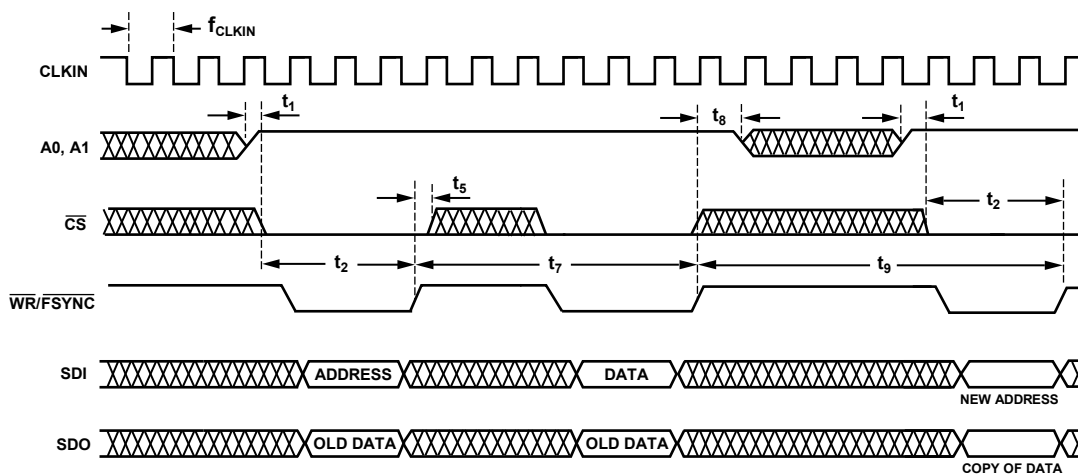 fCLKIN
CLKIN
t1
t8
t1
A0, A1
t5
CS
t2
t2
t7
t9
WR/FSYNC
SDI
ADDRESS
DATA
NEW ADDRESS
SDO
OLD DATA
OLD DATA
COPY OF DATA